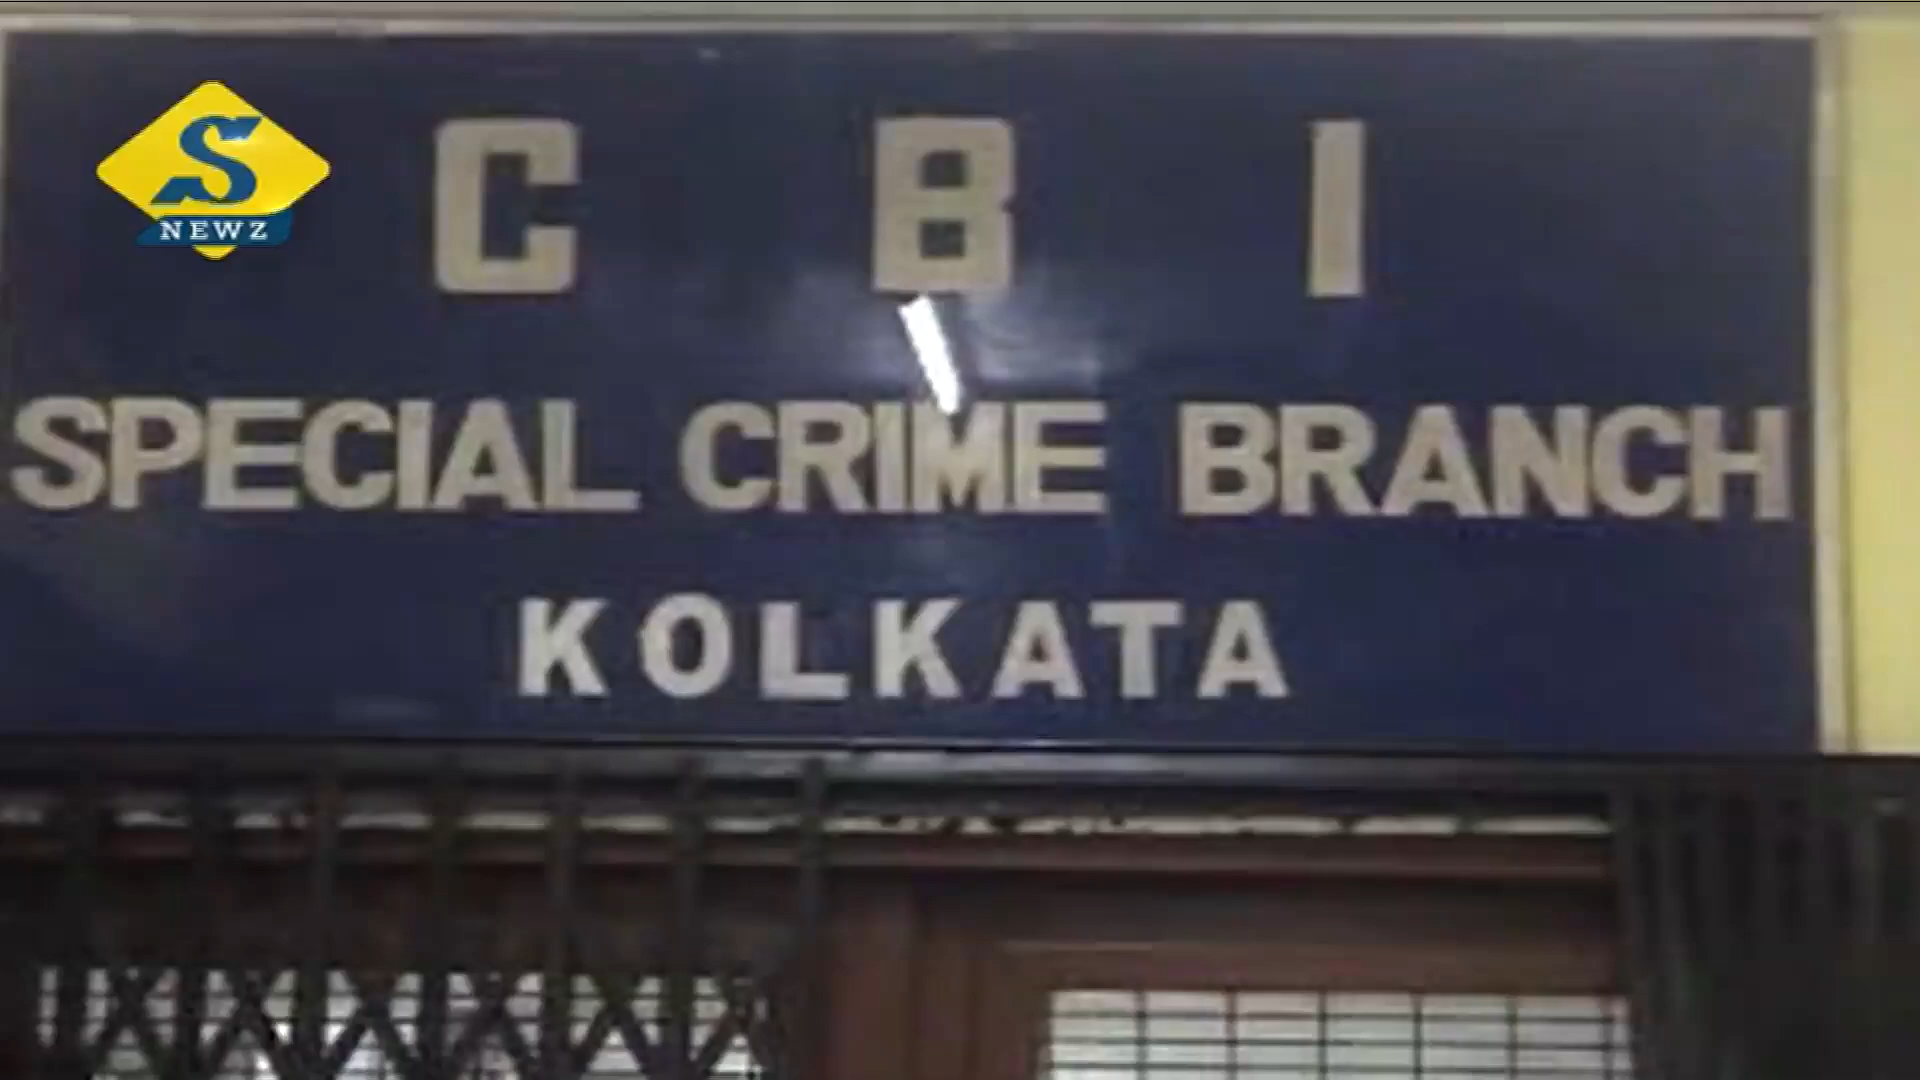 S
NEWZ
C B I
SPECIAL CRIME BRANCH
KOLKATA